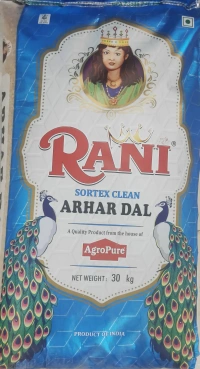 RANI®
SORTEX CLEAN
ARHAR DAL
A Quality Product from the house of
AgroPure
NET WEIGHT: 30 kg
PRODUCT OF INDIA